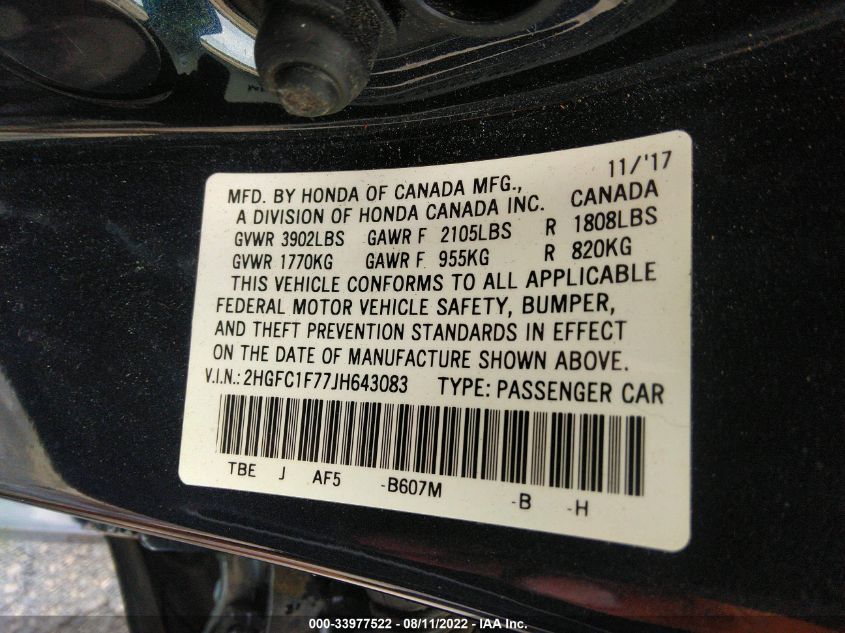 11/'17
MFD. BY HONDA OF CANADA MFG.,
A DIVISION OF HONDA CANADA INC. CANADA
GVWR 3902LBS GAWR F 2105LBS R 1808LBS
GVWR 1770KG GAWR F 955KG R 820KG
THIS VEHICLE CONFORMS TO ALL APPLICABLE
FEDERAL MOTOR VEHICLE SAFETY, BUMPER,
AND THEFT PREVENTION STANDARDS IN EFFECT
ON THE DATE OF MANUFACTURE SHOWN ABOVE.
V.I.N.: 2HGFC1F77JH643083 TYPE: PASSENGER CAR
TBE J AF5 -B607M -B -H
000-33977522 - 08/11/2022 - IAA Inc.